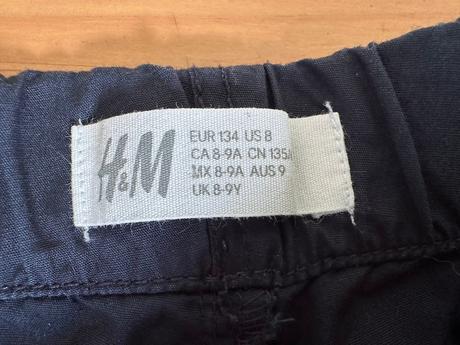 H&M
EUR 134 US 8
CA 8-9A CN 135/
MX 8-9A AUS 9
UK 8-9Y